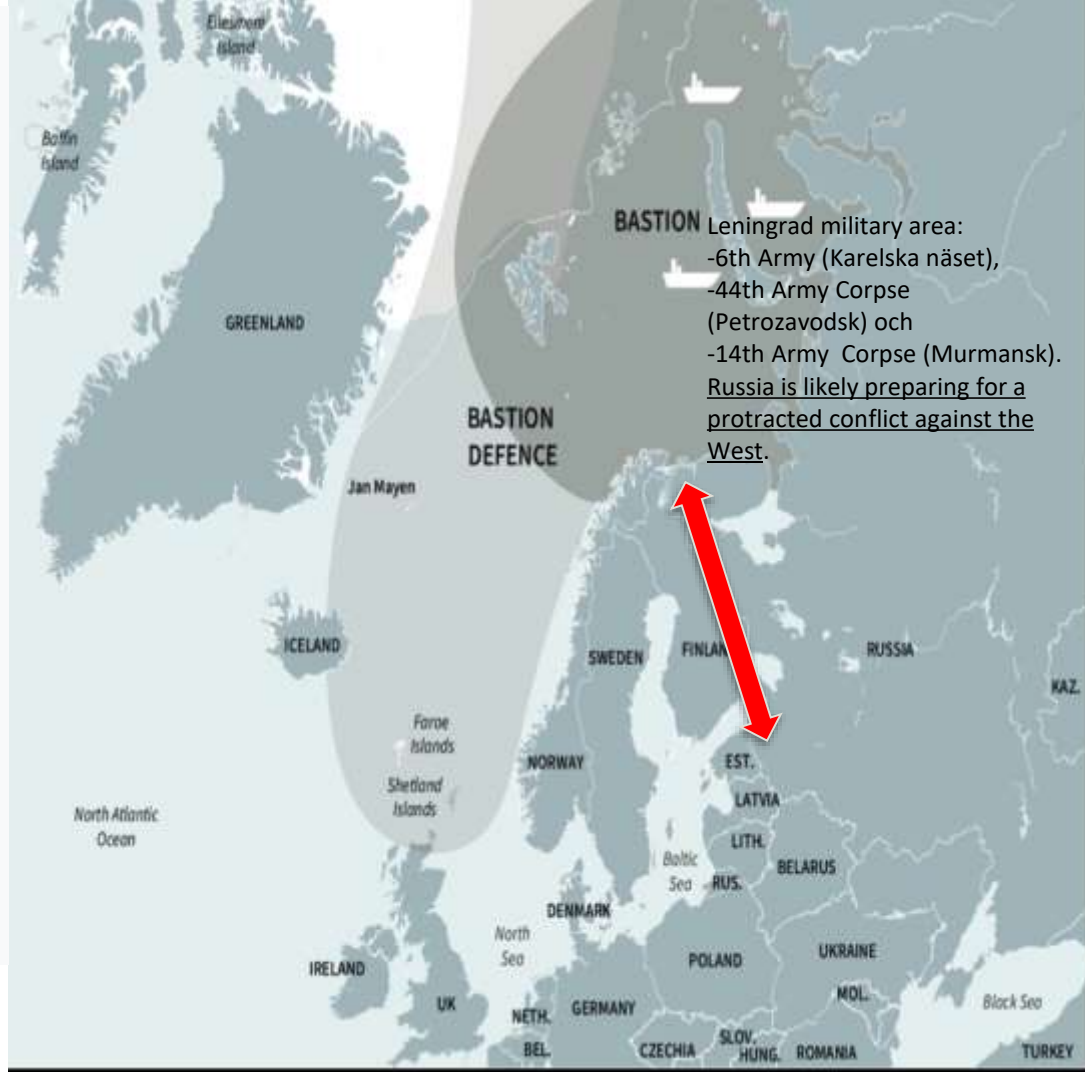 Ellesmere
Island
Baffin
Island
GREENLAND
BASTION
Leningrad military area:
-6th Army (Karelska näset),
-44th Army Corpse
(Petrozavodsk) och
-14th Army  Corpse (Murmansk).
Russia is likely preparing for a
protracted conflict against the
West.
BASTION
DEFENCE
Jan Mayen
ICELAND
SWEDEN
FINLAN
RUSSIA
KAZ.
Faroe
Islands
NORWAY
EST.
Shetland
Islands
LATVIA
North Atlantic
Ocean
LITH.
Baltic
Sea
RUS.
BELARUS
DENMARK
North
Sea
IRELAND
UK
NETH.
GERMANY
POLAND
UKRAINE
MOL.
Black Sea
BEL.
CZECHIA
SLOV.
HUNG.
ROMANIA
TURKEY